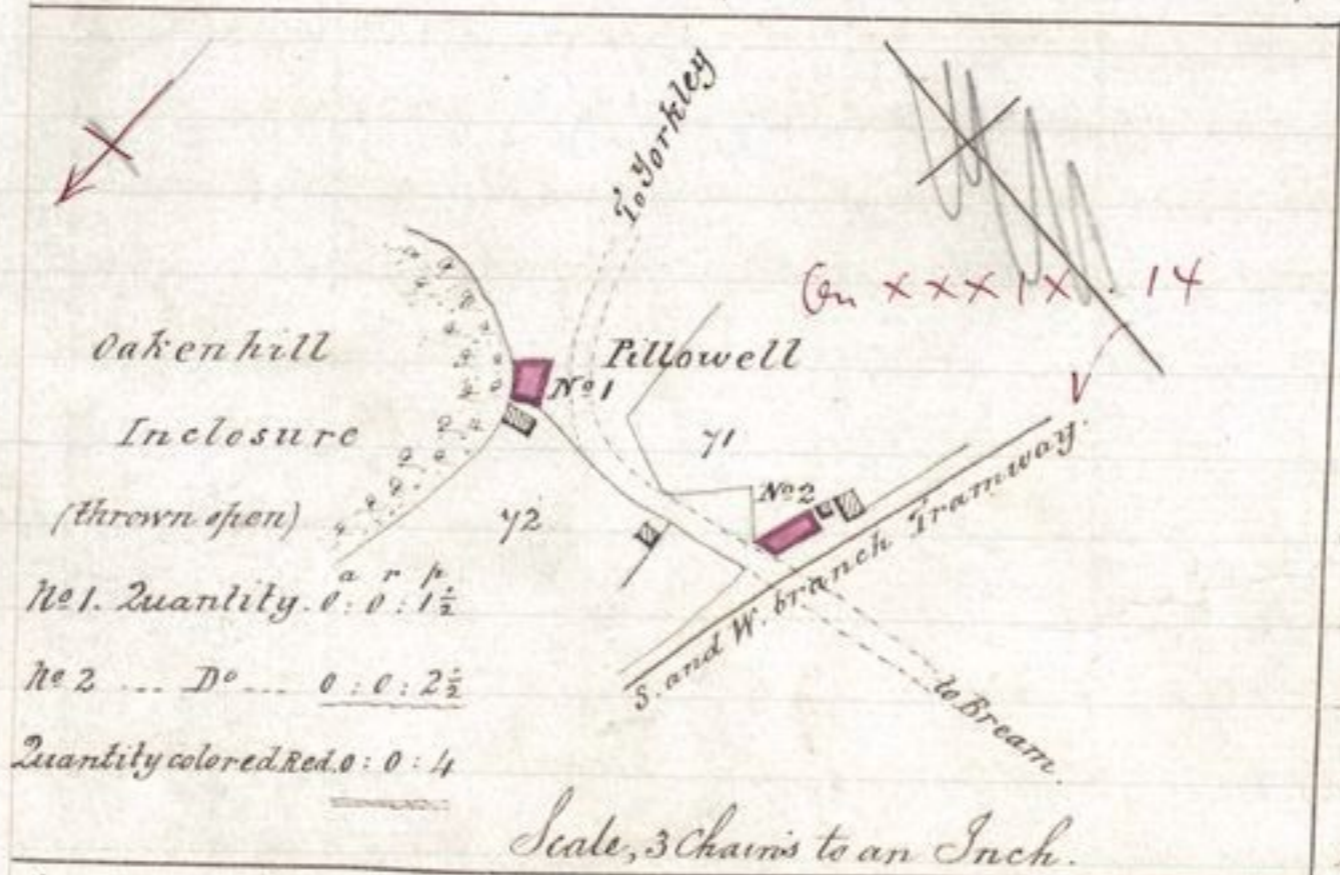 To Yorkley
XXXIX . 14
Oakenhill
Inclosure
(thrown open)
Pillowell
No 1
71
No 2
72
S. and W. branch Tramway.
to Bream.
a r p
No 1. Quantity. 0 : 0 : 1½
No 2 ... Do ... 0 : 0 : 2½
Quantity colored Red. 0 : 0 : 4
Scale, 3 Chains to an Inch.